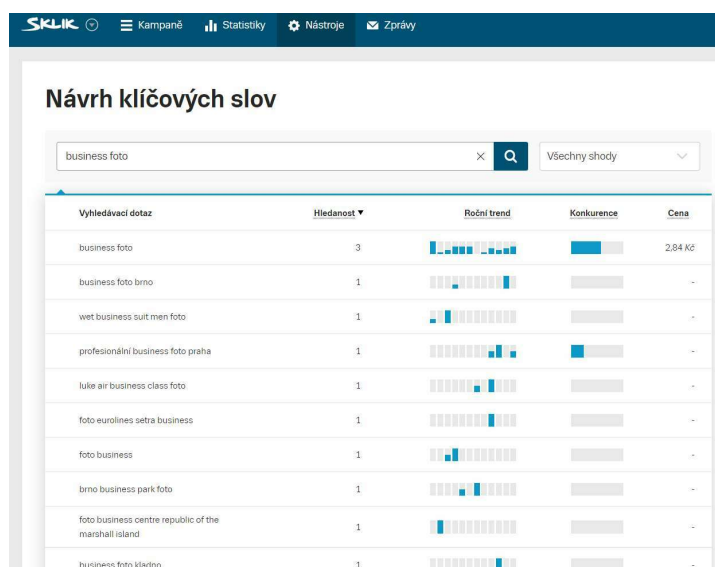 SKLIK Kampaně Statistiky Nástroje Zprávy
Návrh klíčových slov
business foto Všechny shody
Vyhledávací dotaz Hledanost ▼ Roční trend Konkurence Cena
business foto 3 2,84 Kč
business foto brno 1 -
wet business suit men foto 1 -
profesionální business foto praha 1 -
luke air business class foto 1 -
foto eurolines setra business 1 -
foto business 1 -
brno business park foto 1 -
foto business centre republic of the
marshall island 1 -
business foto kladno 1 -